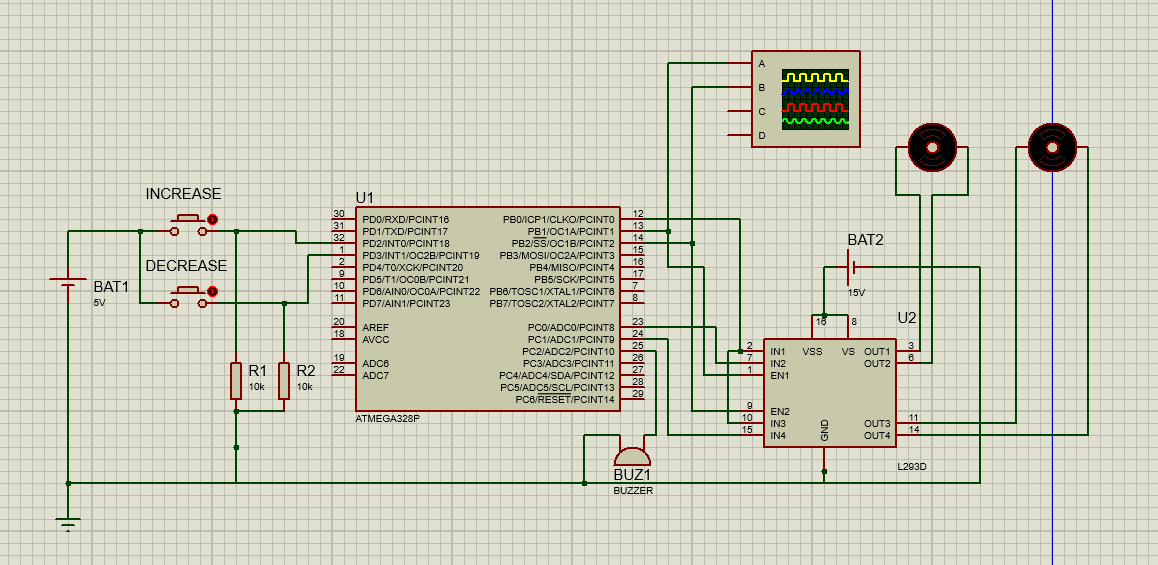 A
B
C
D
INCREASE
DECREASE
BAT1
5V
R1
10k
R2
10k
U1
30 PD0/RXD/PCINT16
31 PD1/TXD/PCINT17
32 PD2/INT0/PCINT18
1 PD3/INT1/OC2B/PCINT19
2 PD4/T0/XCK/PCINT20
9 PD5/T1/OC0B/PCINT21
10 PD6/AIN0/OC0A/PCINT22
11 PD7/AIN1/PCINT23
20 AREF
18 AVCC
19 ADC6
22 ADC7
PB0/ICP1/CLKO/PCINT0 12
PB1/OC1A/PCINT1 13
PB2/SS/OC1B/PCINT2 14
PB3/MOSI/OC2A/PCINT3 15
PB4/MISO/PCINT4 16
PB5/SCK/PCINT5 17
PB6/TOSC1/XTAL1/PCINT6 7
PB7/TOSC2/XTAL2/PCINT7 8
PC0/ADC0/PCINT8 23
PC1/ADC1/PCINT9 24
PC2/ADC2/PCINT10 25
PC3/ADC3/PCINT11 26
PC4/ADC4/SDA/PCINT12 27
PC5/ADC5/SCL/PCINT13 28
PC6/RESET/PCINT14 29
ATMEGA328P
BUZ1
BUZZER
BAT2
15V
U2
16 8
VSS VS
2 IN1
7 IN2
1 EN1
9 EN2
10 IN3
15 IN4
GND
OUT1 3
OUT2 6
OUT3 11
OUT4 14
L293D